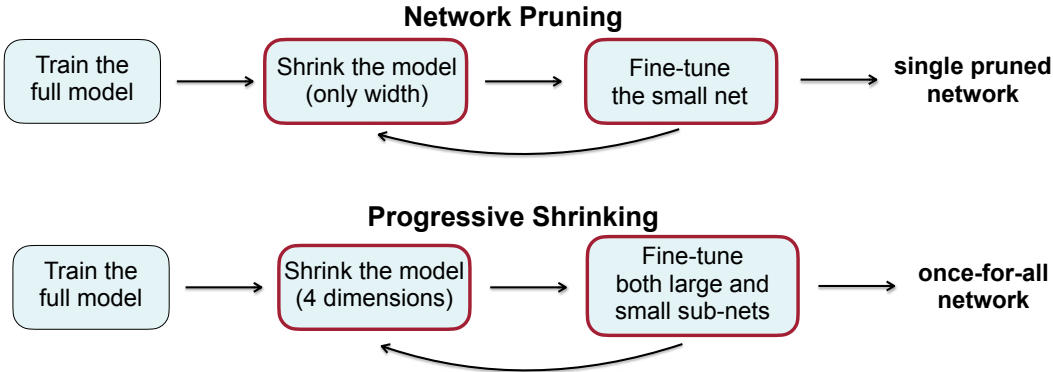 Network Pruning
Train the
full model
Shrink the model
(only width)
Fine-tune
the small net
single pruned
network
Progressive Shrinking
Train the
full model
Shrink the model
(4 dimensions)
Fine-tune
both large and
small sub-nets
once-for-all
network